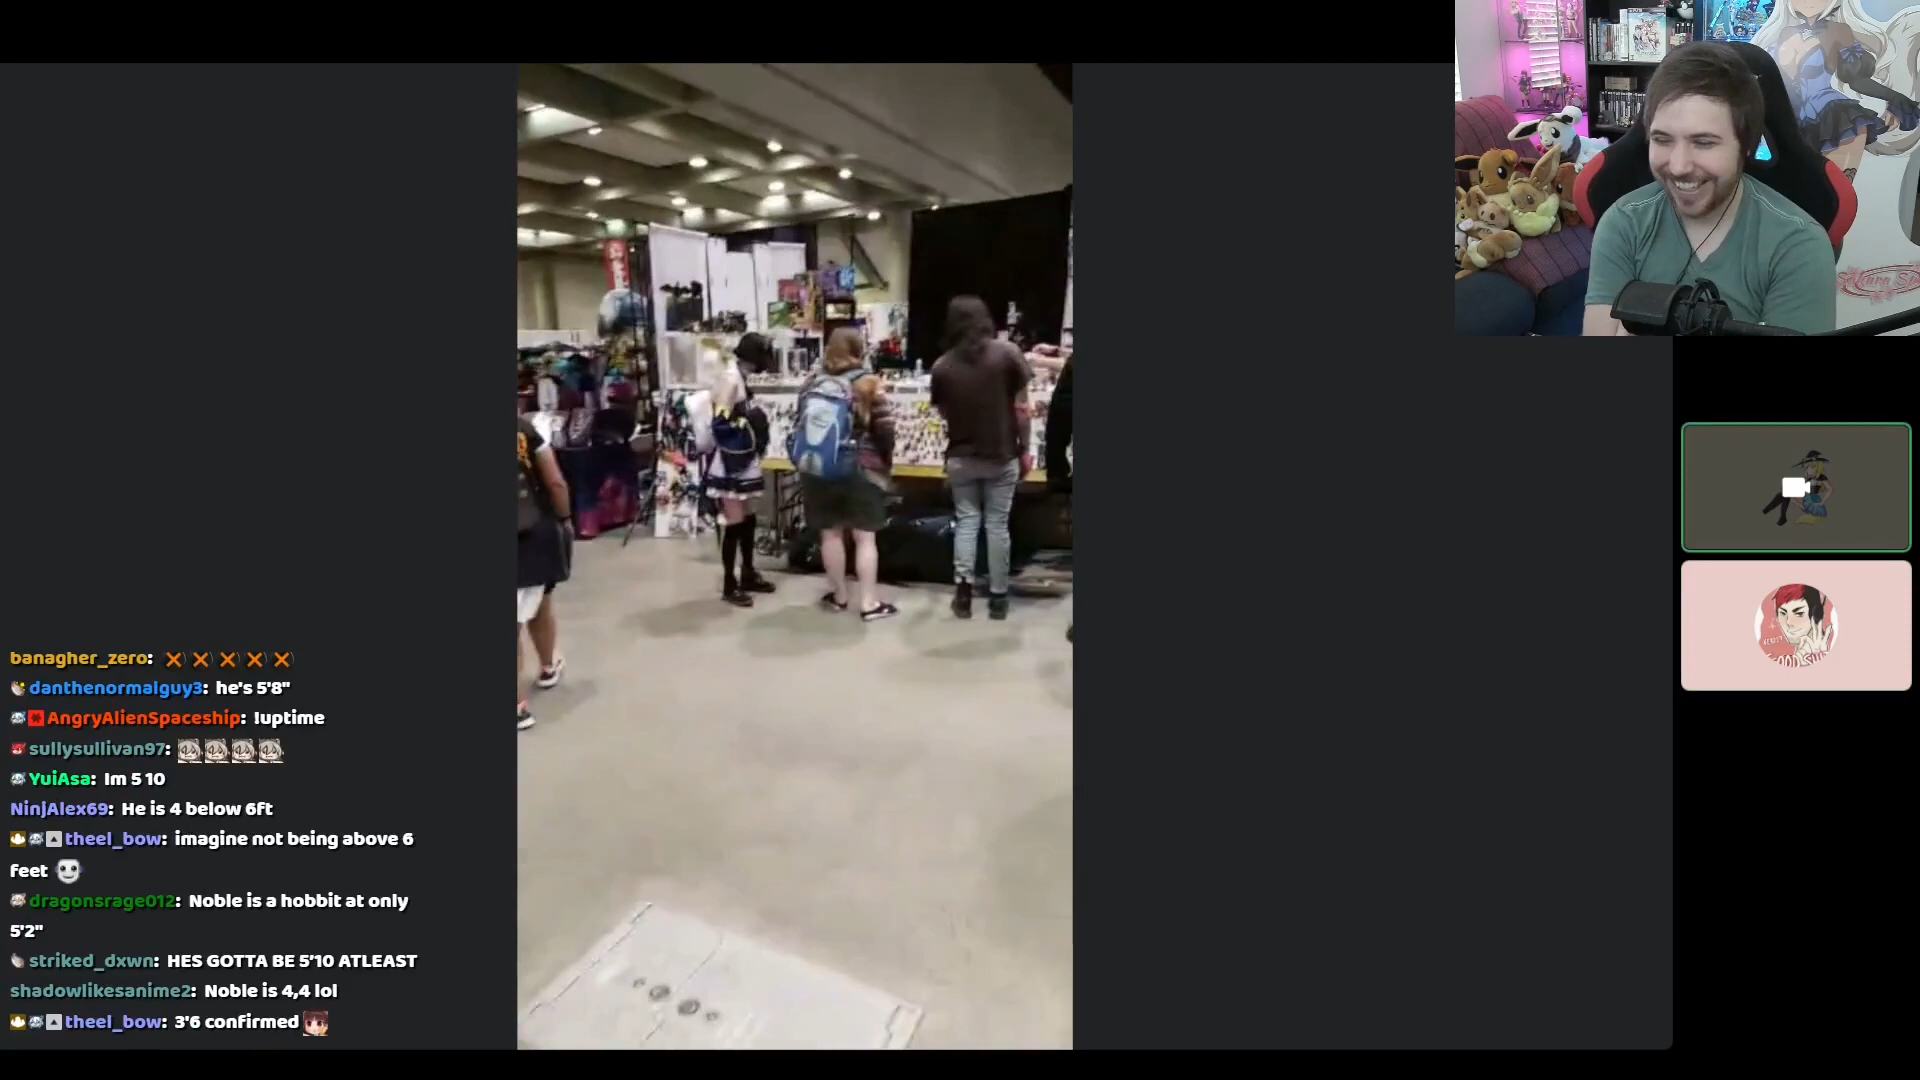 banagher_zero:
danthenormalguy3: he's 5'8"
AngryAlienSpaceship: !uptime
sullysullivan97:
YuiAsa: Im 5 10
NinjAlex69: He is 4 below 6ft
theel_bow: imagine not being above 6
feet
dragonsrage012: Noble is a hobbit at only
5'2"
striked_dxwn: HES GOTTA BE 5'10 ATLEAST
shadowlikesanime2: Noble is 4,4 lol
theel_bow: 3'6 confirmed